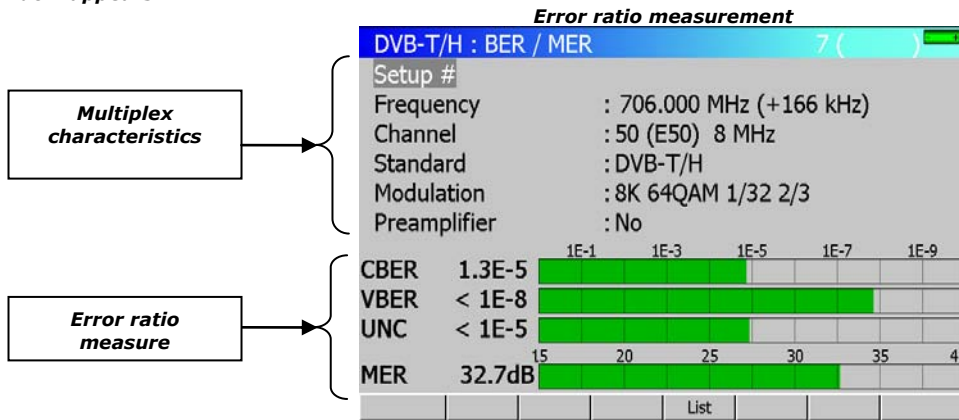 Error ratio measurement
DVB-T/H : BER / MER 7 ( )
Setup #
Multiplex characteristics
Frequency : 706.000 MHz (+166 kHz)
Channel : 50 (E50) 8 MHz
Standard : DVB-T/H
Modulation : 8K 64QAM 1/32 2/3
Preamplifier : No
1E-1 1E-3 1E-5 1E-7 1E-9
CBER 1.3E-5
VBER < 1E-8
UNC < 1E-5
Error ratio measure
15 20 25 30 35 4
MER 32.7dB
List